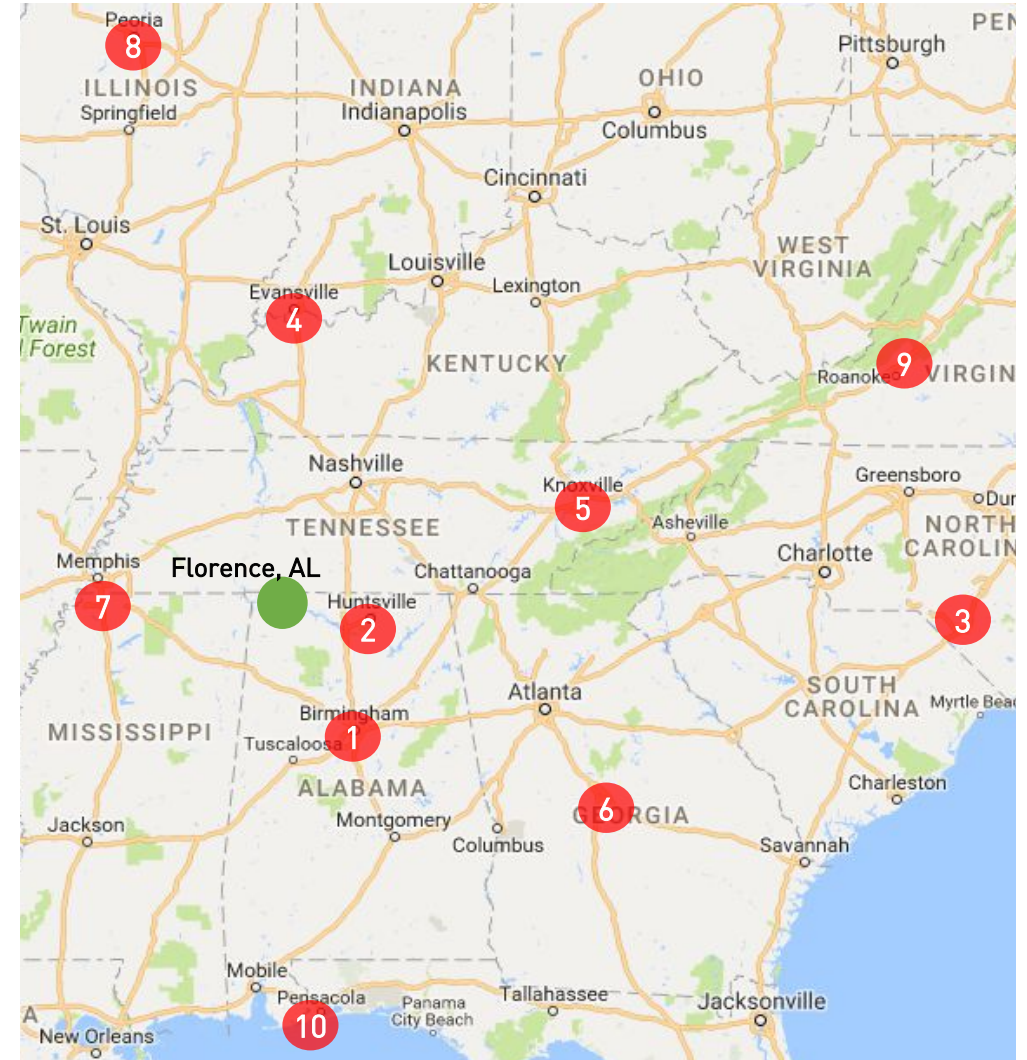 Peoria
8
PEN
Pittsburgh
ILLINOIS
INDIANA
OHIO
Springfield
Indianapolis
Columbus
Cincinnati
St. Louis
WEST
VIRGINIA
Louisville
Lexington
Evansville
4
Twain
l Forest
KENTUCKY
9
Roanoke
VIRGIN
Nashville
Knoxville
5
Greensboro
Dur
TENNESSEE
Asheville
NORTH
CAROLIN
Memphis
Florence, AL
Chattanooga
Charlotte
7
Huntsville
2
3
Atlanta
SOUTH
CAROLINA
Myrtle Beac
MISSISSIPPI
Birmingham
1
Tuscaloosa
ALABAMA
Charleston
6
GEORGIA
Jackson
Montgomery
Columbus
Savannah
Mobile
Pensacola
10
Panama
City Beach
Tallahassee
Jacksonville
A
New Orleans